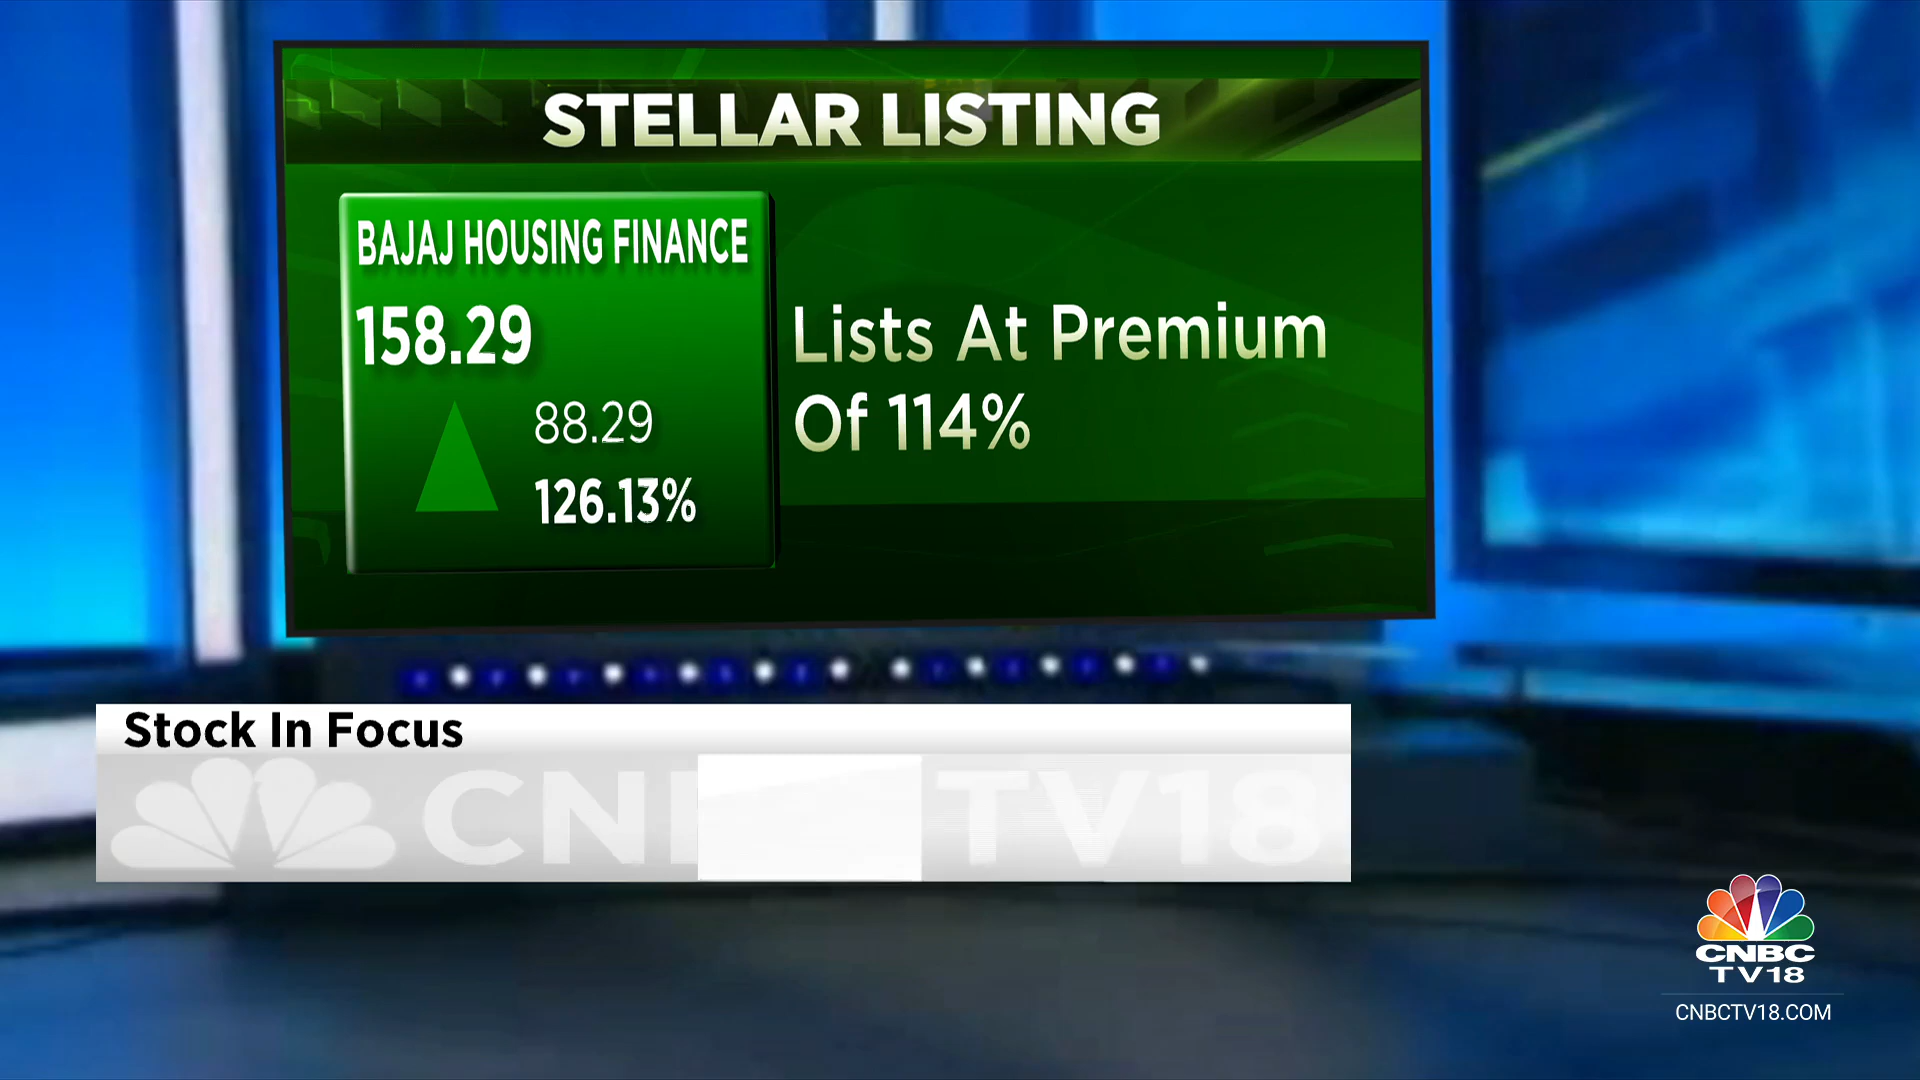 STELLAR LISTING
BAJAJ HOUSING FINANCE
158.29
88.29
126.13%
Lists At Premium
Of 114%
Stock In Focus
TV18
CNBC
TV18
CNBCTV18.COM